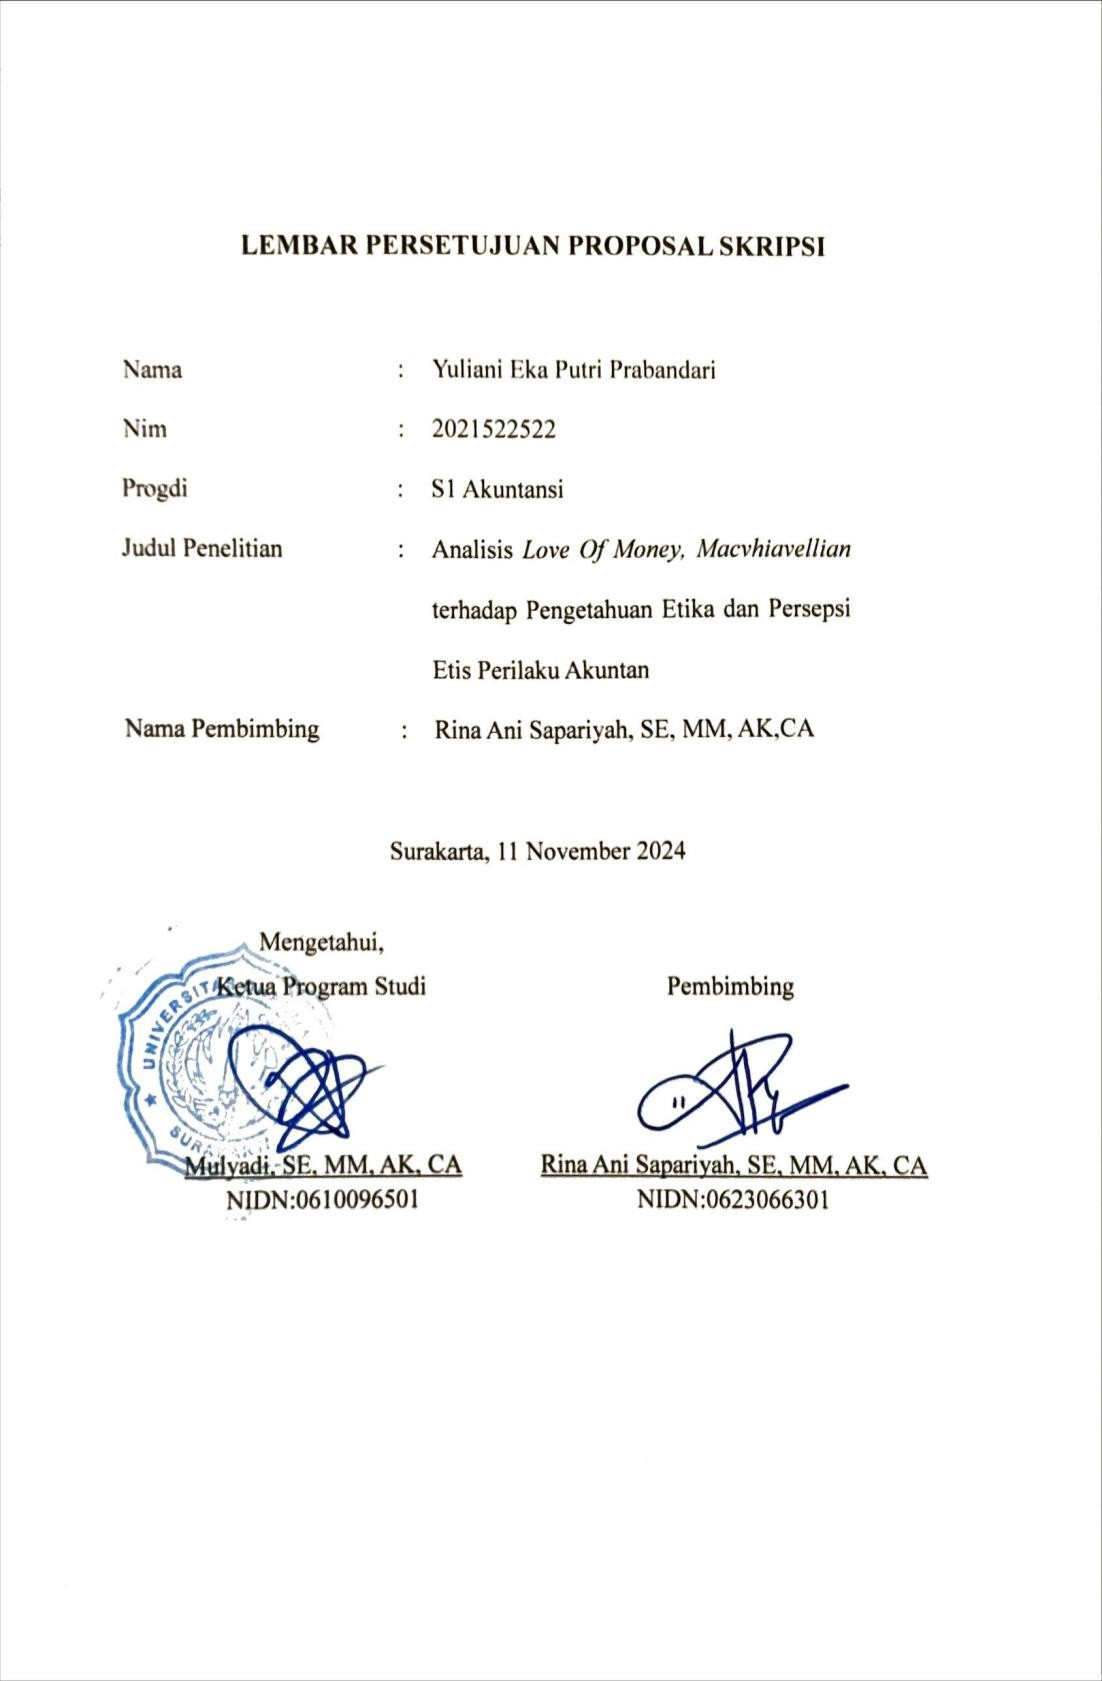 LEMBAR PERSETUJUAN PROPOSAL SKRIPSI
Nama : Yuliani Eka Putri Prabandari
Nim : 2021522522
Progdi : S1 Akuntansi
Judul Penelitian : Analisis Love Of Money, Macvhiavellian
terhadap Pengetahuan Etika dan Persepsi
Etis Perilaku Akuntan
Nama Pembimbing : Rina Ani Sapariyah, SE, MM, AK,CA
Surakarta, 11 November 2024
Mengetahui,
Ketua Program Studi
Pembimbing
Mulyadi, SE, MM, AK, CA
NIDN:0610096501
Rina Ani Sapariyah, SE, MM, AK, CA
NIDN:0623066301